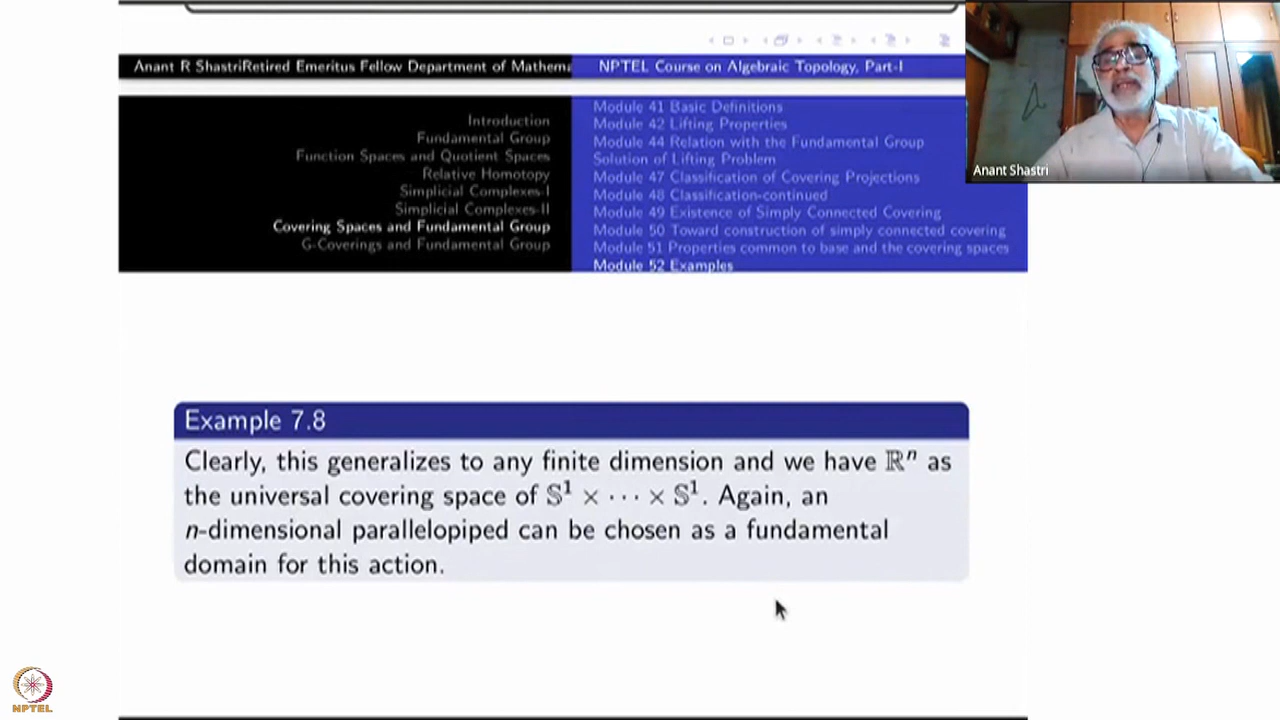 Anant R ShastriRetired Emeritus Fellow Department of Mathema
NPTEL Course on Algebraic Topology, Part-I
Introduction
Fundamental Group
Function Spaces and Quotient Spaces
Relative Homotopy
Simplicial Complexes-I
Simplicial Complexes-II
Covering Spaces and Fundamental Group
G-Coverings and Fundamental Group
Module 41 Basic Definitions
Module 42 Lifting Properties
Module 44 Relation with the Fundamental Group
Solution of Lifting Problem
Module 47 Classification of Covering Projections
Module 48 Classification-continued
Module 49 Existence of Simply Connected Covering
Module 50 Toward construction of simply connected covering
Module 51 Properties common to base and the covering spaces
Module 52 Examples
Anant Shastri
Example 7.8
Clearly, this generalizes to any finite dimension and we have ℝⁿ as
the universal covering space of 𝕊¹ × ⋯ × 𝕊¹. Again, an
n-dimensional parallelopiped can be chosen as a fundamental
domain for this action.
NPTEL